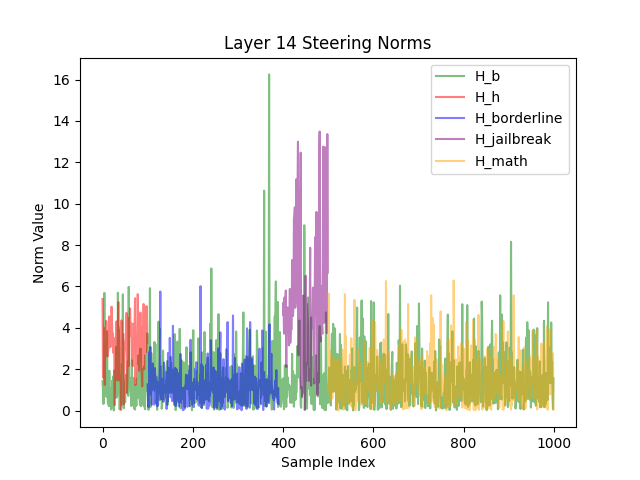 Layer 14 Steering Norms
Norm Value
16
14
12
10
8
6
4
2
0
H_b
H_h
H_borderline
H_jailbreak
H_math
0 200 400 600 800 1000
Sample Index